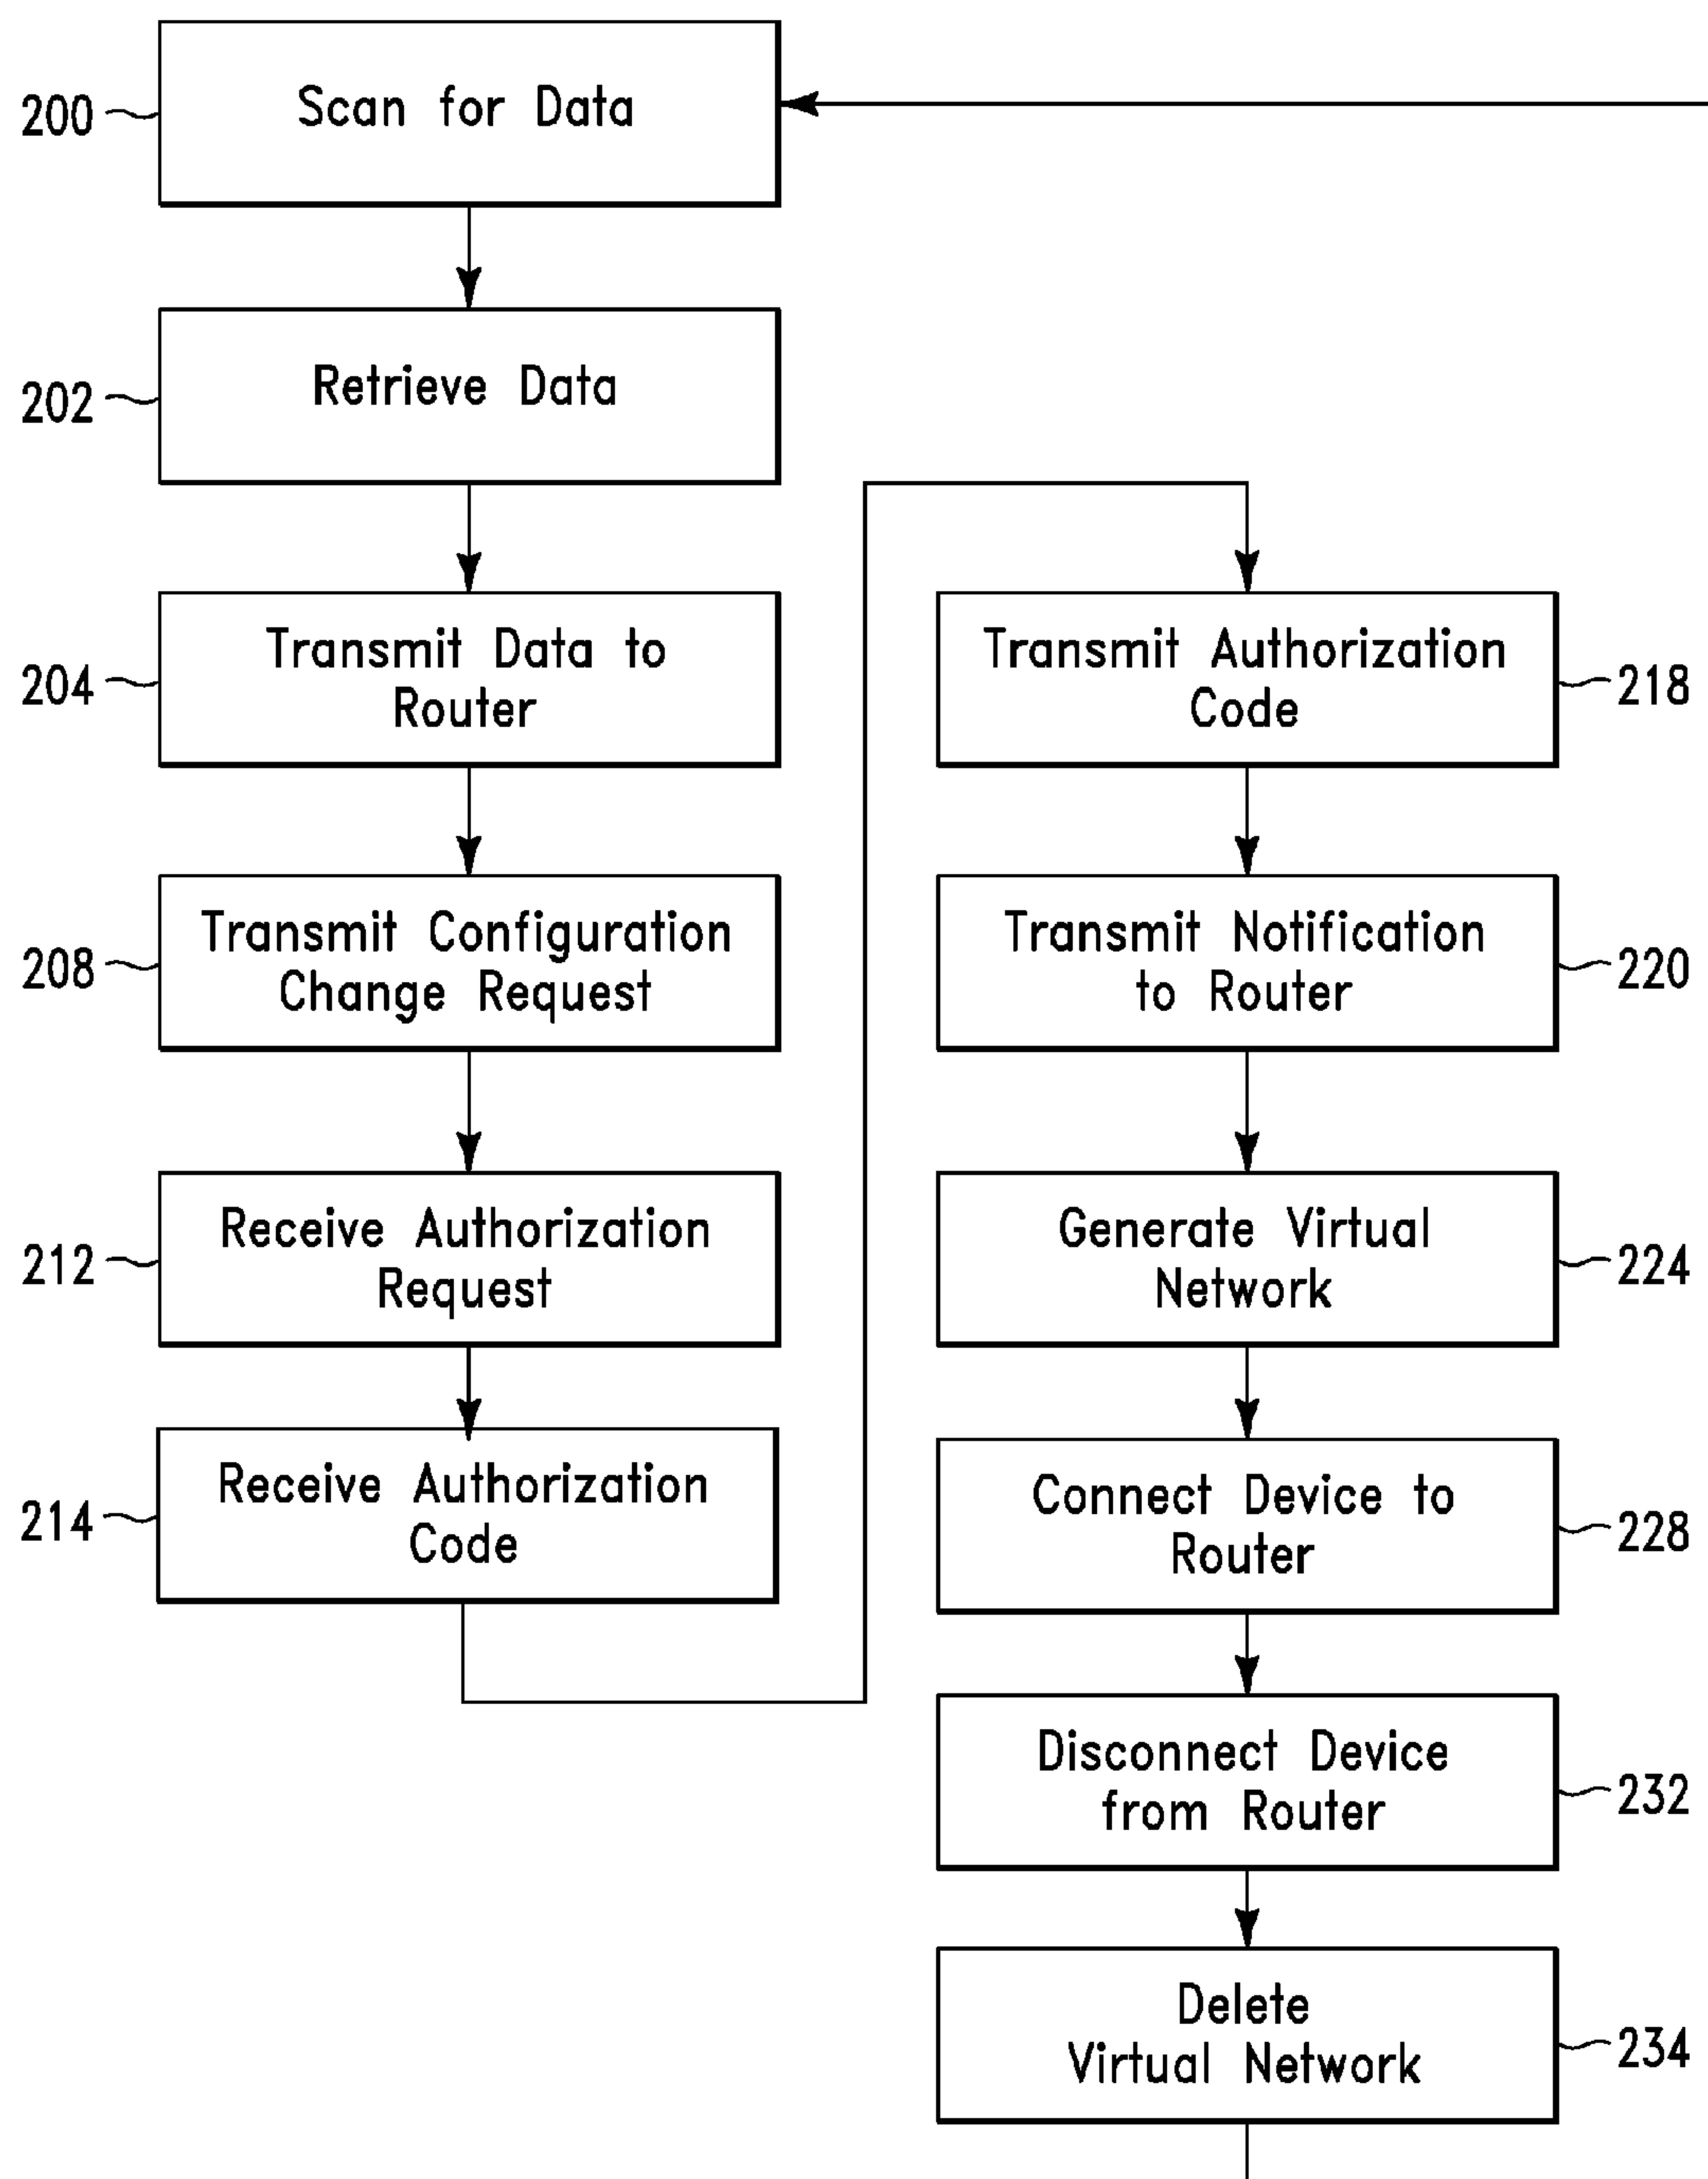 200
Scan for Data
202
Retrieve Data
204
Transmit Data to
Router
208
Transmit Configuration
Change Request
212
Receive Authorization
Request
214
Receive Authorization
Code
Transmit Authorization
Code
218
Transmit Notification
to Router
220
Generate Virtual
Network
224
Connect Device to
Router
228
Disconnect Device
from Router
232
Delete
Virtual Network
234